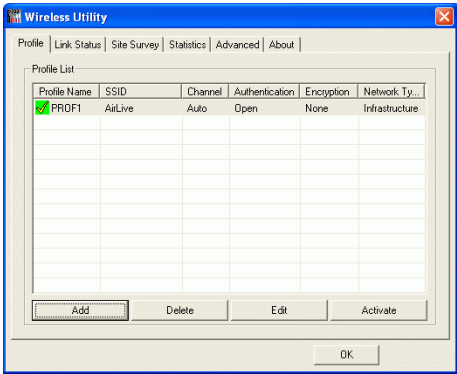 Wireless Utility
Profile Link Status Site Survey Statistics Advanced About
Profile List
Profile Name SSID Channel Authentication Encryption Network Ty...
PROF1 AirLive Auto Open None Infrastructure
Add Delete Edit Activate
OK